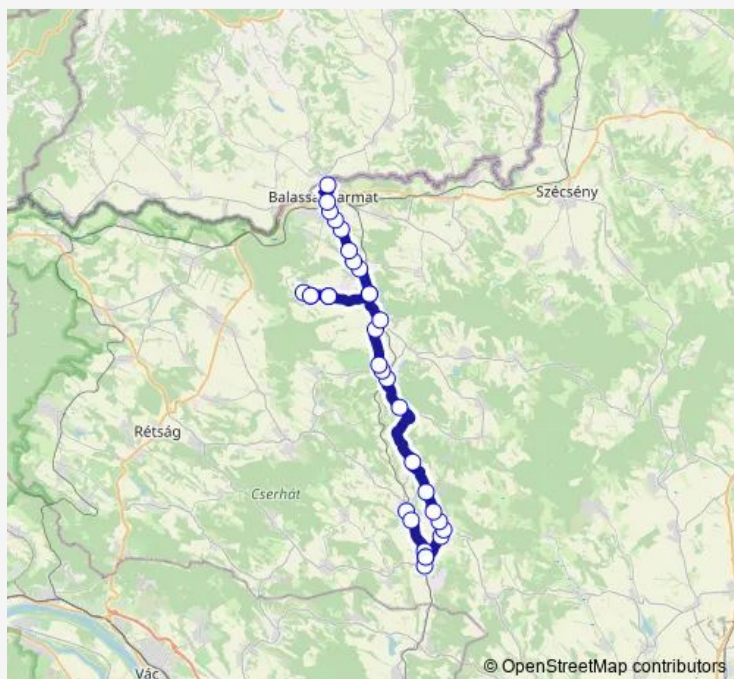 Balassagyarmat
Szécsény
Rétság
Cserhát
Vác
© OpenStreetMap contributors